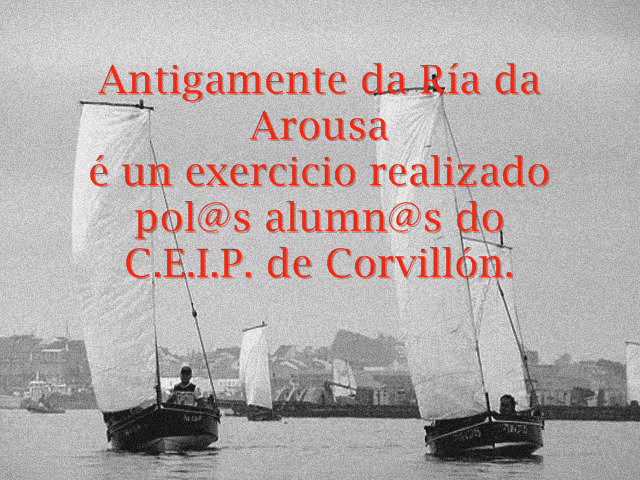 Antigamente da Ría da
Arousa
é un exercicio realizado
pol@s alumn@s do
C.E.I.P. de Corvillón.